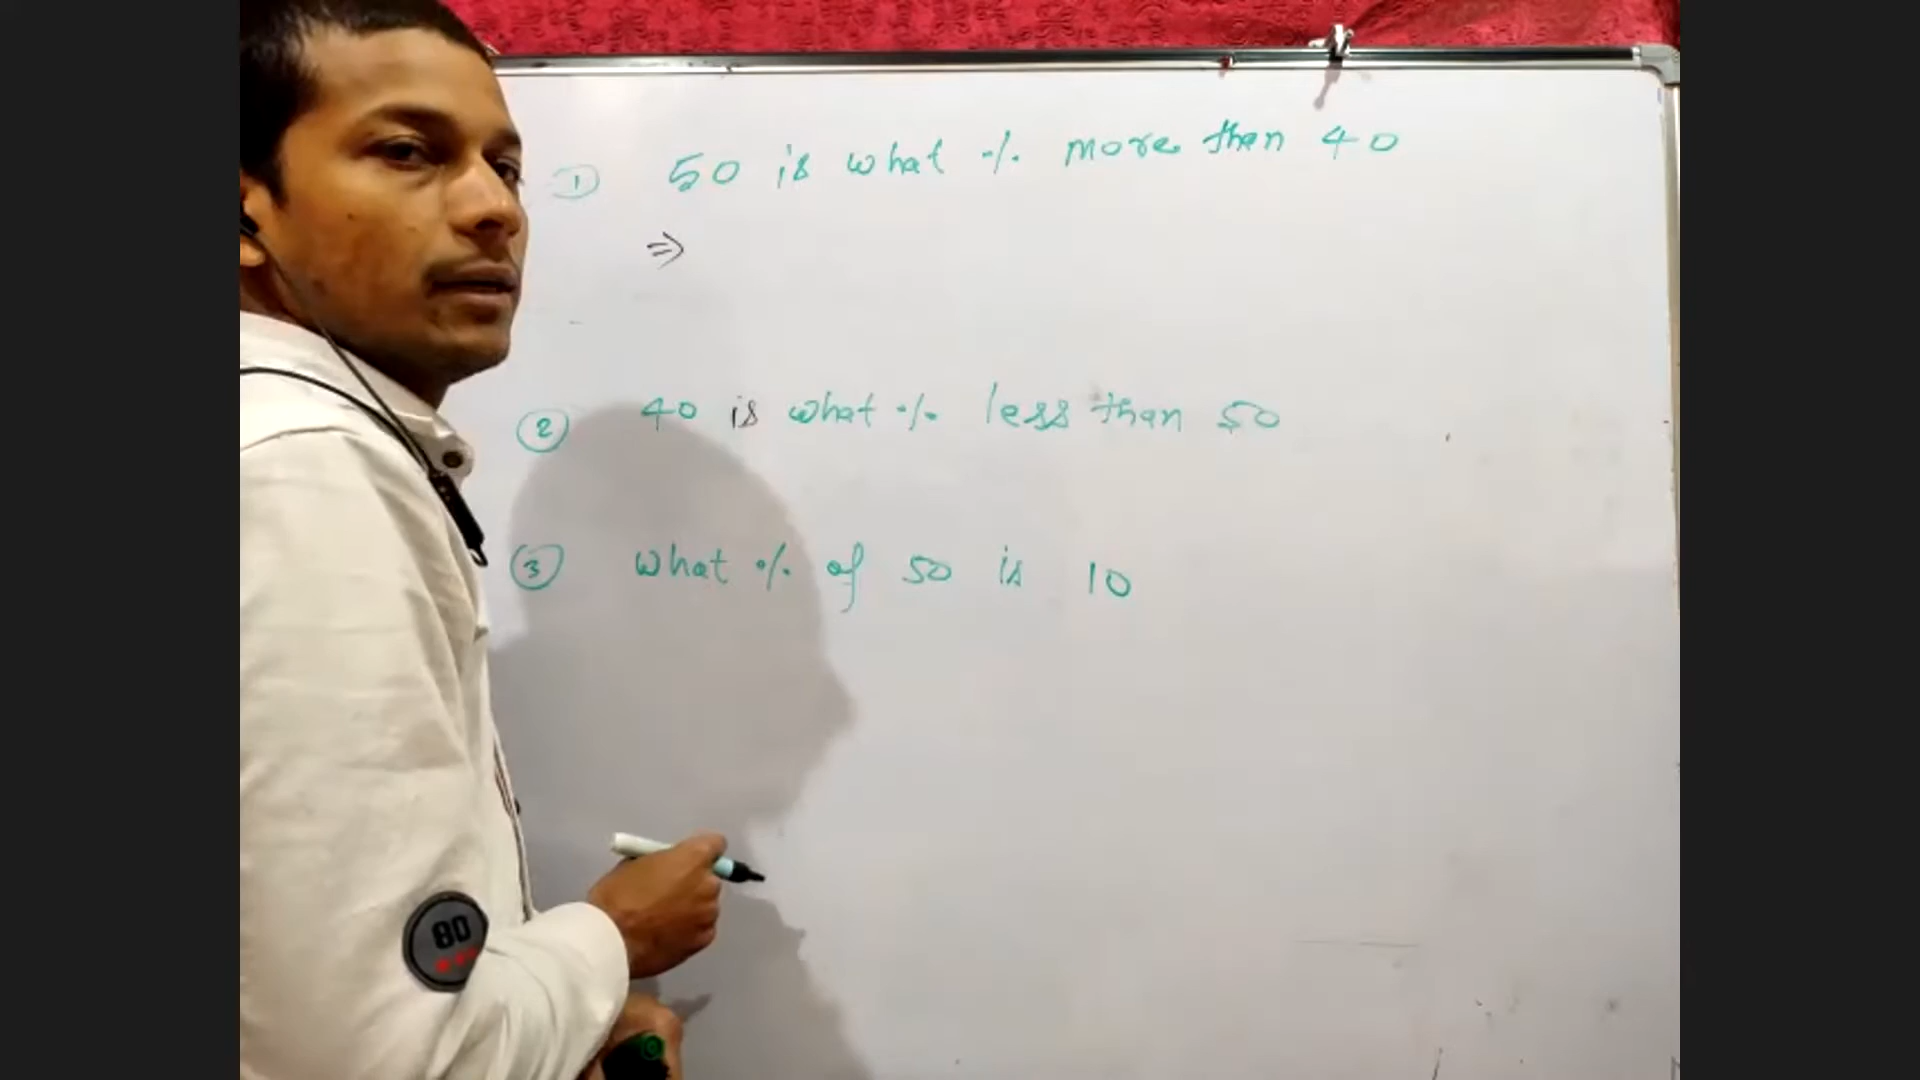 ① 50 is what % more than 40
⇒
② 40 is what % less than 50
③ what % of 50 is 10
80